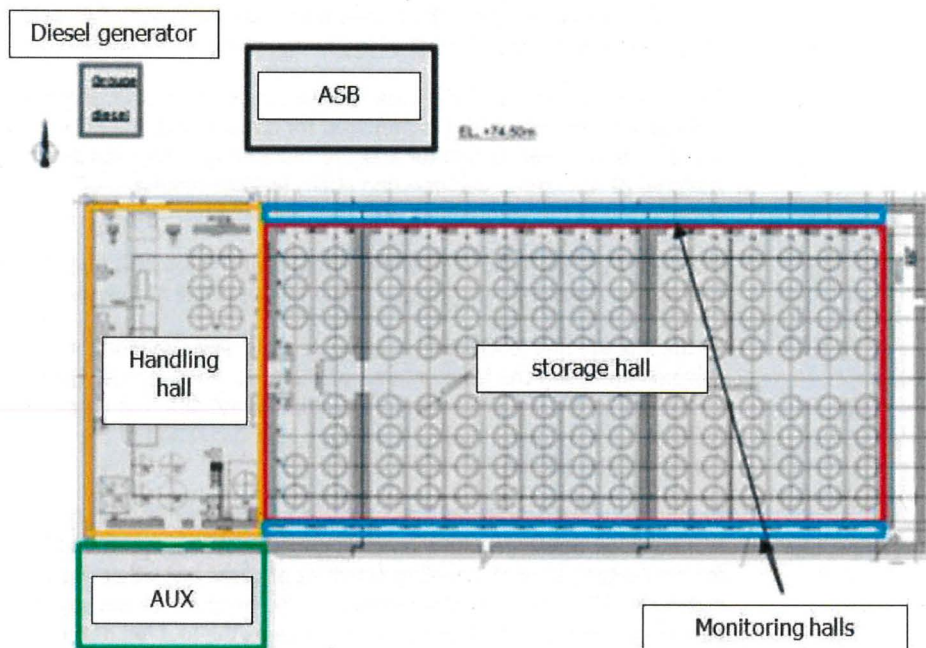 Diesel generator
Groupe
diesel
ASB
EL. +74.50m
Handling
hall
storage hall
AUX
Monitoring halls